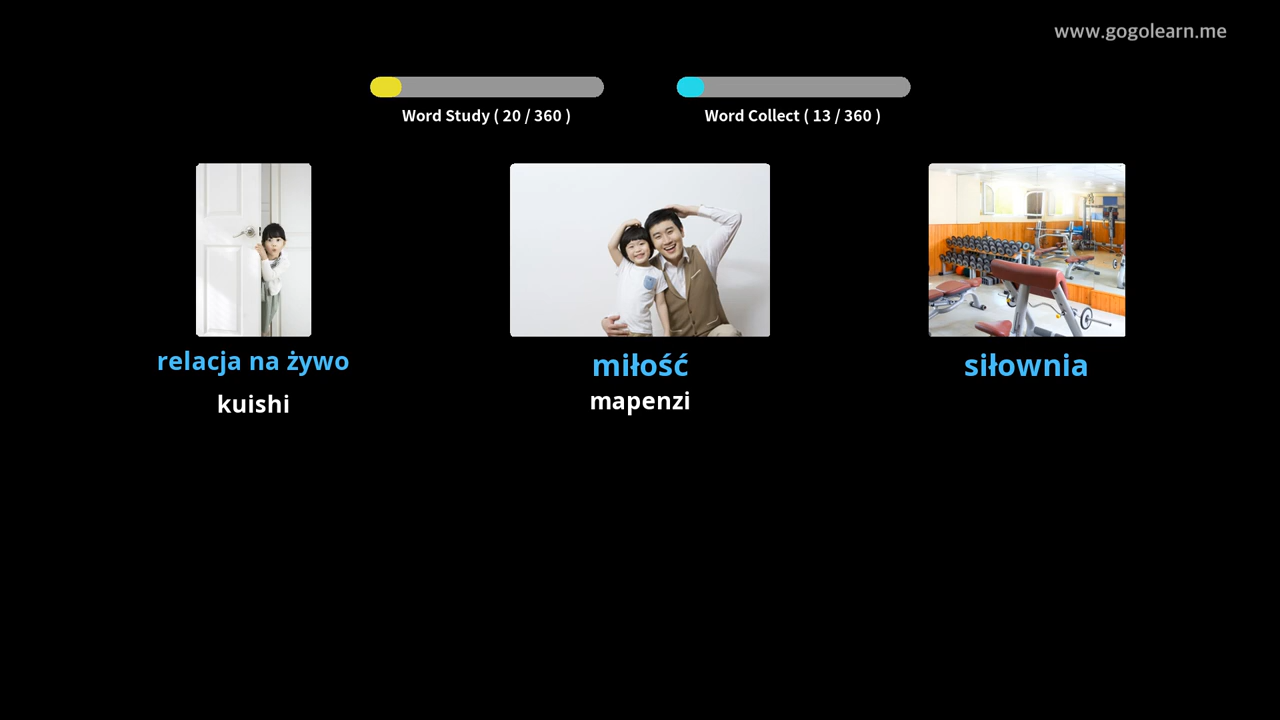 www.gogolearn.me
Word Study ( 20 / 360 )
Word Collect ( 13 / 360 )
relacja na żywo
kuishi
miłość
mapenzi
siłownia